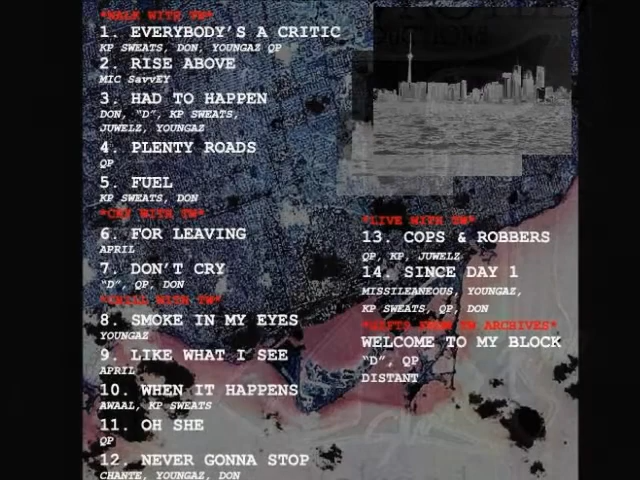 *WALK WITH TW*
1. EVERYBODY'S A CRITIC
KP SWEATS, DON, YOUNGAZ QP
2. RISE ABOVE
MIC SavvEY
3. HAD TO HAPPEN
DON, "D", KP SWEATS,
JUWELZ, YOUNGAZ
4. PLENTY ROADS
QP
5. FUEL
KP SWEATS, DON
*CRY WITH TW*
6. FOR LEAVING
APRIL
7. DON'T CRY
"D", QP, DON
*CHILL WITH TW*
8. SMOKE IN MY EYES
YOUNGAZ
9. LIKE WHAT I SEE
APRIL
10. WHEN IT HAPPENS
AWAAL, KP SWEATS
11. OH SHE
QP
12. NEVER GONNA STOP
CHANTE, YOUNGAZ, DON
*LIVE WITH TW*
13. COPS & ROBBERS
QP, KP, JUWELZ
14. SINCE DAY 1
MISSILEANEOUS, YOUNGAZ,
KP SWEATS, QP, DON
*GIFTS FROM TW ARCHIVES*
WELCOME TO MY BLOCK
"D", QP
DISTANT